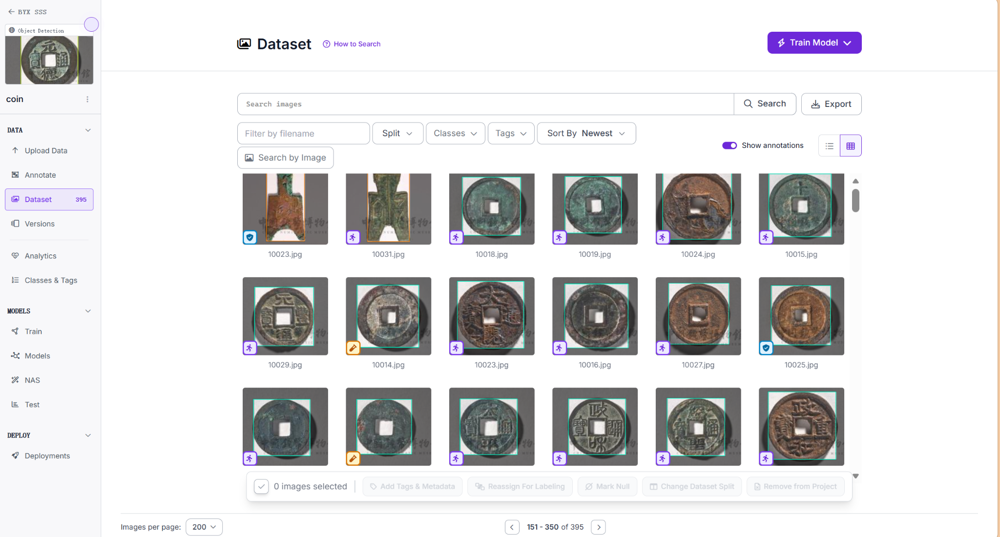 BYX SSS
Object Detection
coin
DATA
Upload Data
Annotate
Dataset 395
Versions
Analytics
Classes & Tags
MODELS
Train
Models
NAS
Test
DEPLOY
Deployments
Dataset
How to Search
Train Model
Search images
Search
Export
Filter by filename
Split
Classes
Tags
Sort By Newest
Search by Image
Show annotations
10023.jpg
10031.jpg
10018.jpg
10019.jpg
10024.jpg
10015.jpg
10029.jpg
10014.jpg
10023.jpg
10016.jpg
10027.jpg
10025.jpg
0 images selected
Add Tags & Metadata
Reassign For Labeling
Mark Null
Change Dataset Split
Remove from Project
Images per page: 200
151 - 350 of 395